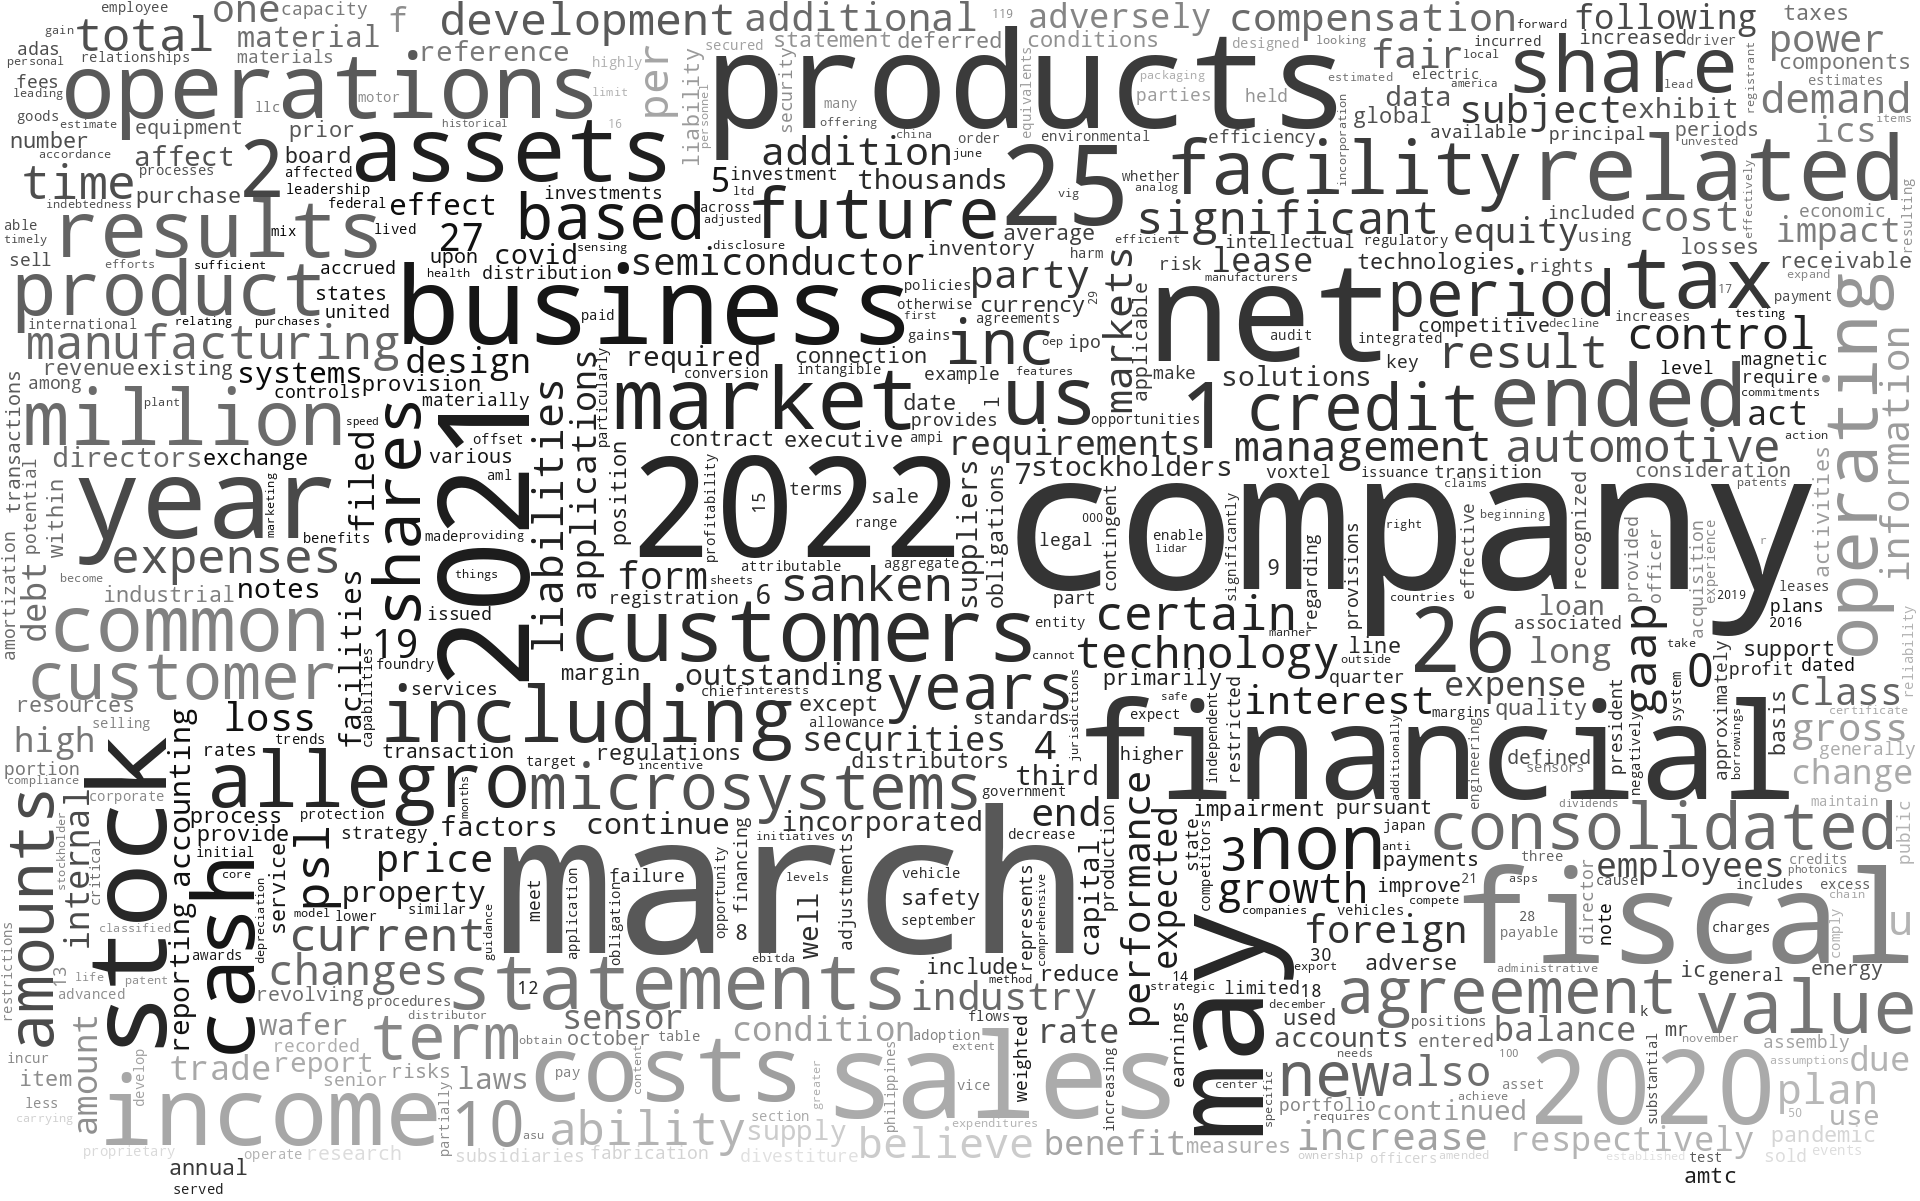 employee one capacity f development additional 119 adversely compensation forward following taxes
gain total material reference secured statement deferred conditions designed looking fair incurred increased driver power
adas personal relationships materials highly per liability security products equivalents packaging parties estimated held electric local america share lead registrant components estimates
fees leading operations llc motor limit personnel many offering data global subject exhibit demand
goods estimate number equipment prior historical 16 assets china order environmental efficiency incorporation available principal periods unvested ics items
accordance affect processes 2 board affected leadership addition june 25 vig whether analog facility related
time indebtedness purchase federal effect investments 5 investment ltd thousands across adjusted future significant included cost effectively economic impact resulting
able timely results mix lived 27 based average efficient intellectual regulatory equity using losses
sell efforts sufficient accrued upon covid sensing disclosure inventory harm risk lease technologies rights receivable expand
product states united health distribution semiconductor policies party manufacturers period tax 17 payment
international relating purchases business paid otherwise currency 29 first markets applicable net audit competitive decline increases testing
manufacturing design required connection gains inc agreements oep ipo integrated result control operating
revenue existing systems provision particularly conversion intangible example features make key solutions level magnetic information
among controls materially market date l us opportunities 1 credit ended require commitments
million plant speed shares 2021 offset liabilities applications contract executive provides ampi requirements management automotive act action
directors exchange various position stockholders voxtel issuance transition consideration
transactions amortization potential within year marketing filed aml 2022 profitability 15 terms sale range suppliers obligations 7 company 000 contingent claims patents activities
benefits made providing legal enable lidar significantly right beginning recognized
expenses things attributable aggregate effective provided officer acquisition experience r
debt become industrial notes facilities issued form sheets registration 6 sanken part 9 regarding provisions countries loan 2019 leases plans
common 19 customers entity certain manner 26 associated 2016 reliability
customer foundry capabilities margin outstanding cannot technology line outside long gaap take 0 support profit dated
resources services including chief interests except years primarily quarter expense system class
selling loss transaction allowance standards jurisdictions safe interest margins quality president approximately basis certificate
high trends rates target regulations securities 4 expect independent restricted financial defined sensors negatively borrowings gross generally
portion compliance stock accounting allegro months incentive microsystems distributors third government higher additionally engineering change
amounts corporate internal process protection impairment pursuant dividends maintain
provide psl strategy factors continue incorporated end decrease performance expected state competitors japan consolidated public
stockholder critical initial price financing initiatives production 3 non anti payments three employees credits photonics
reporting cash core service property march failure levels vehicle adjustments capital growth improve 21 asps cause includes excess chain
classified depreciation model lower similar meet application obligation opportunity safety september represents comprehensive companies vehicles compete 28 director note fiscal u
restrictions awards current guidance 8 well foreign payable charges comply
13 life patent advanced changes ebitda include method reduce 14 strategic 30 export adverse administrative ic general energy
revolving procedures statements 12 industry may limited 18 december agreement k value
amount wafer distributor sensor condition flows weighted rate earnings used positions balance mr november assembly
incur recorded term obtain october table adoption accounts entered substantial
item trade report risks laws costs extent needs 100 assumptions due
less develop senior pay content greater sales vice increasing center specific new also asset 2020 plan
carrying income partially 10 asu ability section supply philippines expenditures portfolio requires achieve continued 50 use
proprietary operate research subsidiaries fabrication divestiture believe benefit measures increase ownership officers amended respectively established pandemic sold events
annual test
served amtc